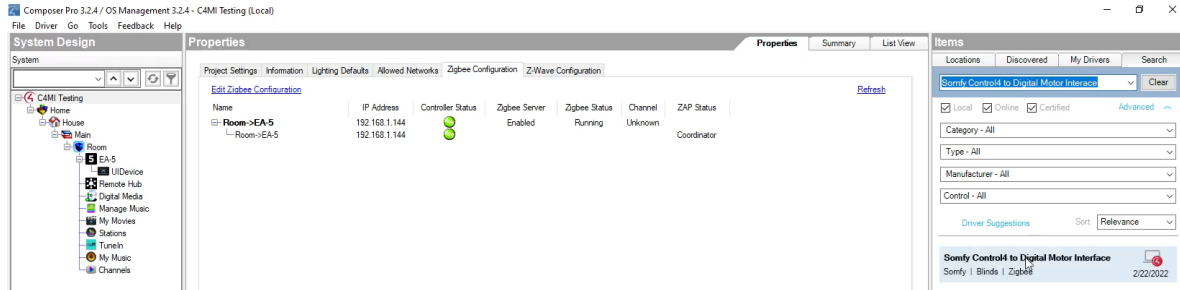 Composer Pro 3.2.4 / OS Management 3.2.4 - C4MI Testing (Local)
File Driver Go Tools Feedback Help
System Design
System
C4MI Testing
Home
House
Main
Room
5 EA-5
UIDevice
Remote Hub
Digital Media
Manage Music
My Movies
Stations
TuneIn
My Music
Channels
Properties
Properties Summary List View
Project Settings Information Lighting Defaults Allowed Networks Zigbee Configuration Z-Wave Configuration
Edit Zigbee Configuration Refresh
Name IP Address Controller Status Zigbee Server Zigbee Status Channel ZAP Status
Room->EA-5 192.168.1.144 Enabled Running Unknown
Room->EA-5 192.168.1.144 Coordinator
Items
Locations Discovered My Drivers Search
Somfy Control4 to Digital Motor Interace Clear
Local Online Certified Advanced
Category - All
Type - All
Manufacturer - All
Control - All
Driver Suggestions Sort Relevance
Somfy Control4 to Digital Motor Interface
Somfy | Blinds | Zigbee 2/22/2022